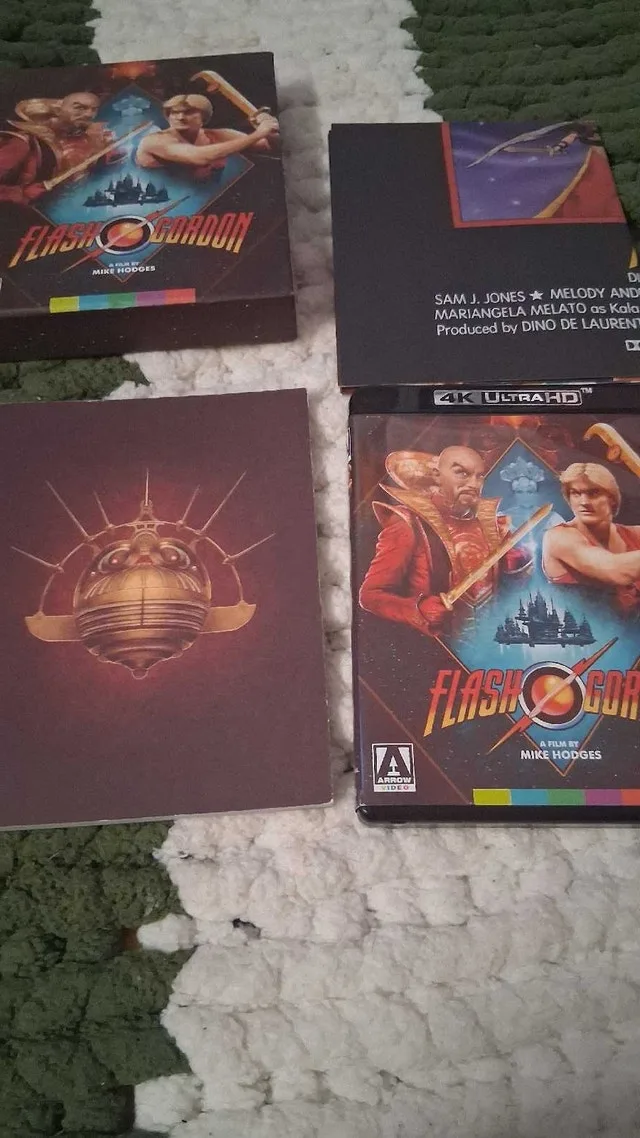 FLASH GORDON
A FILM BY
MIKE HODGES
SAM J. JONES ★ MELODY AND
MARIANGELA MELATO as Kala
Produced by DINO DE LAURENT
4K ULTRA HD™
FLASH GOR
A FILM BY
MIKE HODGES
A
ARROW
VIDEO